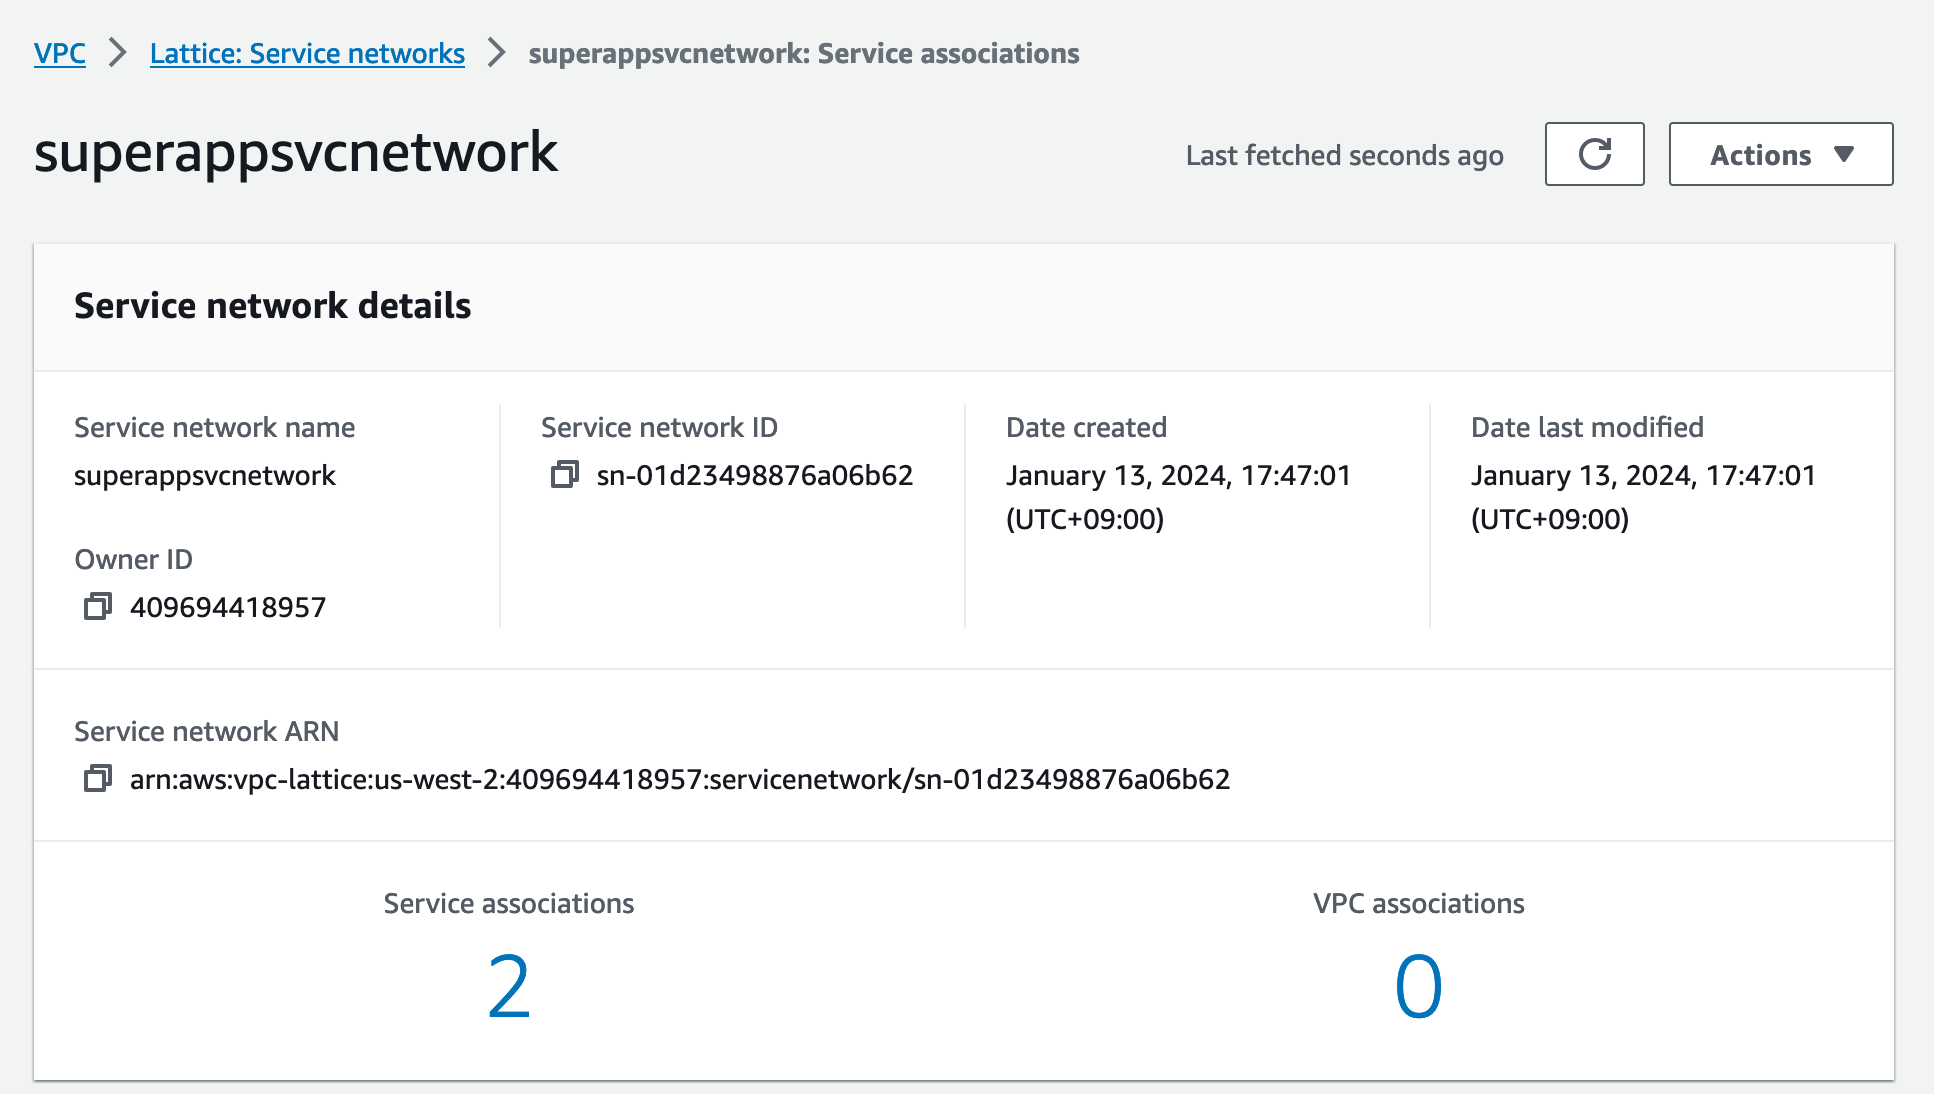 VPC > Lattice: Service networks > superappsvcnetwork: Service associations
superappsvcnetwork
Last fetched seconds ago
Actions
Service network details
Service network name
superappsvcnetwork
Owner ID
409694418957
Service network ID
sn-01d23498876a06b62
Date created
January 13, 2024, 17:47:01
(UTC+09:00)
Date last modified
January 13, 2024, 17:47:01
(UTC+09:00)
Service network ARN
arn:aws:vpc-lattice:us-west-2:409694418957:servicenetwork/sn-01d23498876a06b62
Service associations
2
VPC associations
0